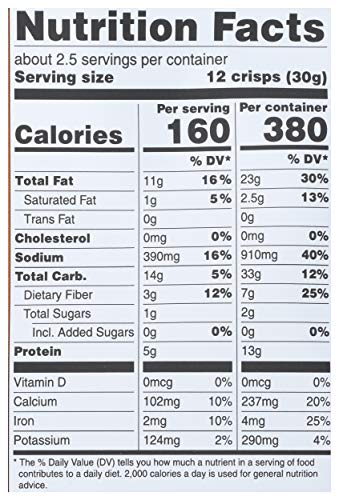 Nutrition Facts
about 2.5 servings per container
Serving size 12 crisps (30g)
Per serving Per container
Calories 160 380
% DV* % DV*
Total Fat 11g 16% 23g 30%
Saturated Fat 1g 5% 2.5g 13%
Trans Fat 0g 0g
Cholesterol 0mg 0% 0mg 0%
Sodium 390mg 16% 910mg 40%
Total Carb. 14g 5% 33g 12%
Dietary Fiber 3g 12% 7g 25%
Total Sugars 1g 2g
Incl. Added Sugars 0g 0% 0g 0%
Protein 5g 13g
Vitamin D 0mcg 0% 0mcg 0%
Calcium 102mg 10% 237mg 20%
Iron 2mg 10% 4mg 25%
Potassium 124mg 2% 290mg 4%
* The % Daily Value (DV) tells you how much a nutrient in a serving of food
contributes to a daily diet. 2,000 calories a day is used for general nutrition
advice.